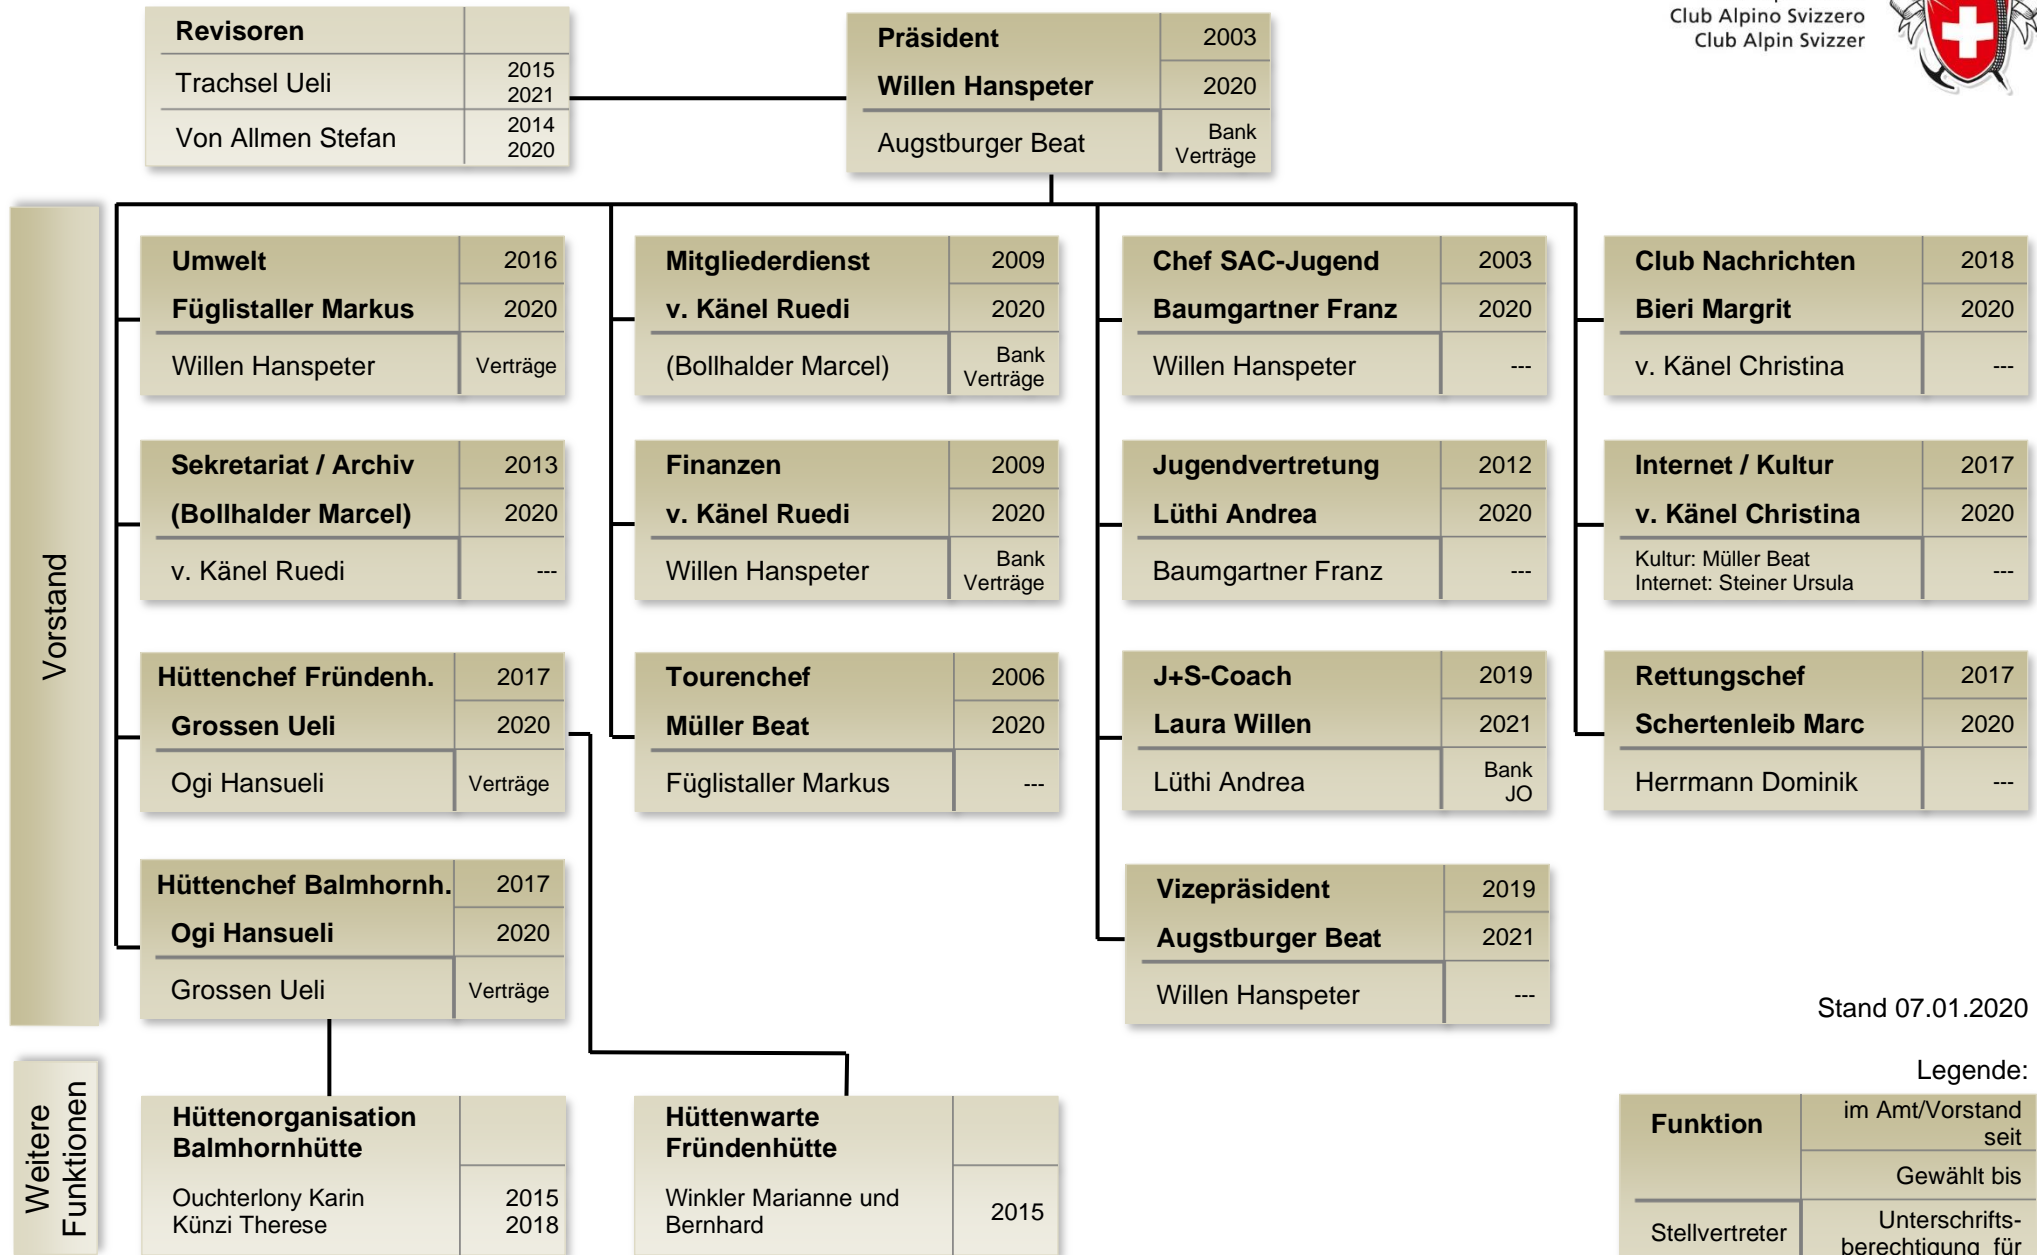 Club Alpino Svizzero
Club Alpin Svizzer
Revisoren
Trachsel Ueli
2015
2021
Von Allmen Stefan
2014
2020
Präsident
2003
Willen Hanspeter
2020
Augstburger Beat
Bank
Verträge
Vorstand
Umwelt
2016
Füglistaller Markus
2020
Willen Hanspeter
Verträge
Mitgliederdienst
2009
v. Känel Ruedi
2020
(Bollhalder Marcel)
Bank
Verträge
Chef SAC-Jugend
2003
Baumgartner Franz
2020
Willen Hanspeter
---
Club Nachrichten
2018
Bieri Margrit
2020
v. Känel Christina
---
Sekretariat / Archiv
2013
(Bollhalder Marcel)
2020
v. Känel Ruedi
---
Finanzen
2009
v. Känel Ruedi
2020
Willen Hanspeter
Bank
Verträge
Jugendvertretung
2012
Lüthi Andrea
2020
Baumgartner Franz
---
Internet / Kultur
2017
v. Känel Christina
2020
Kultur: Müller Beat
Internet: Steiner Ursula
---
Hüttenchef Fründenh.
2017
Grossen Ueli
2020
Ogi Hansueli
Verträge
Tourenchef
2006
Müller Beat
2020
Füglistaller Markus
---
J+S-Coach
2019
Laura Willen
2021
Lüthi Andrea
Bank
JO
Rettungschef
2017
Schertenleib Marc
2020
Herrmann Dominik
---
Hüttenchef Balmhornh.
2017
Ogi Hansueli
2020
Grossen Ueli
Verträge
Vizepräsident
2019
Augstburger Beat
2021
Willen Hanspeter
---
Stand 07.01.2020
Weitere
Funktionen
Hüttenorganisation
Balmhornhütte
Ouchterlony Karin
2015
Künzi Therese
2018
Hüttenwarte
Fründenhütte
Winkler Marianne und
Bernhard
2015
Legende:
Funktion
im Amt/Vorstand
seit
Gewählt bis
Stellvertreter
Unterschrifts-
berechtigung für